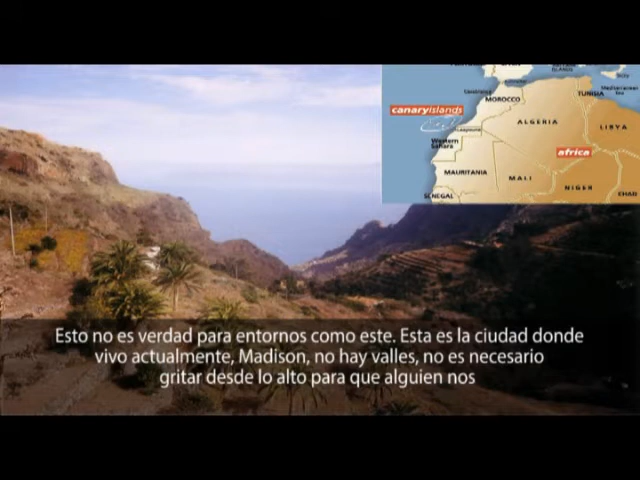 canaryislands
MOROCCO
TUNISIA
ALGERIA
LIBYA
Western
Sahara
africa
MAURITANIA
MALI
NIGER
CHAD
SENEGAL
Esto no es verdad para entornos como este. Esta es la ciudad donde
vivo actualmente, Madison, no hay valles, no es necesario
gritar desde lo alto para que alguien nos